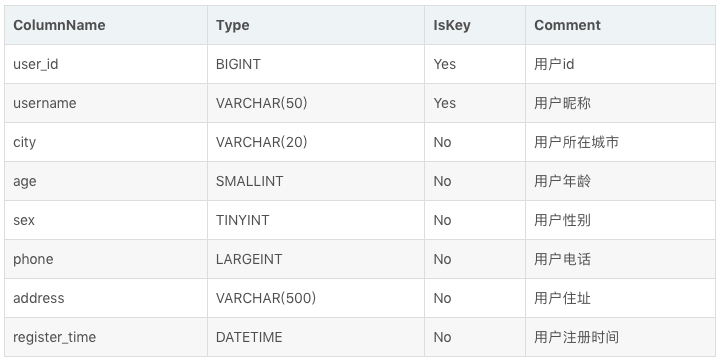 ColumnName Type IsKey Comment
user_id BIGINT Yes 用户id
username VARCHAR(50) Yes 用户昵称
city VARCHAR(20) No 用户所在城市
age SMALLINT No 用户年龄
sex TINYINT No 用户性别
phone LARGEINT No 用户电话
address VARCHAR(500) No 用户住址
register_time DATETIME No 用户注册时间